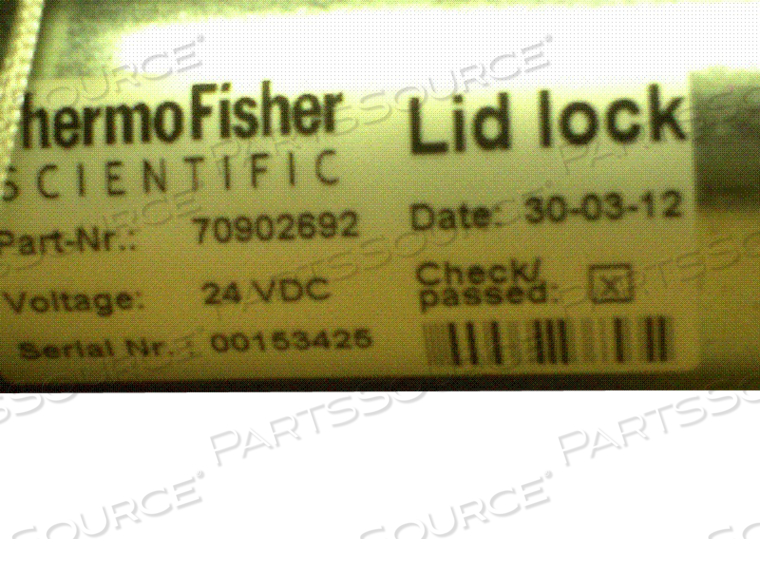 hermoFisher
SCIENTIFIC
Lid lock
Part-Nr.: 70902692
Date: 30-03-12
Voltage: 24 VDC
Check/
passed: X
Serial Nr.: 00153425
PARTSSOURCE